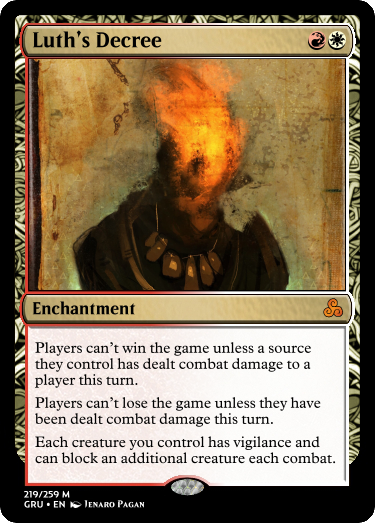 Luth's Decree
Enchantment
Players can't win the game unless a source
they control has dealt combat damage to a
player this turn.
Players can't lose the game unless they have
been dealt combat damage this turn.
Each creature you control has vigilance and
can block an additional creature each combat.
219/259 M
GRU • EN Jenaro Pagan